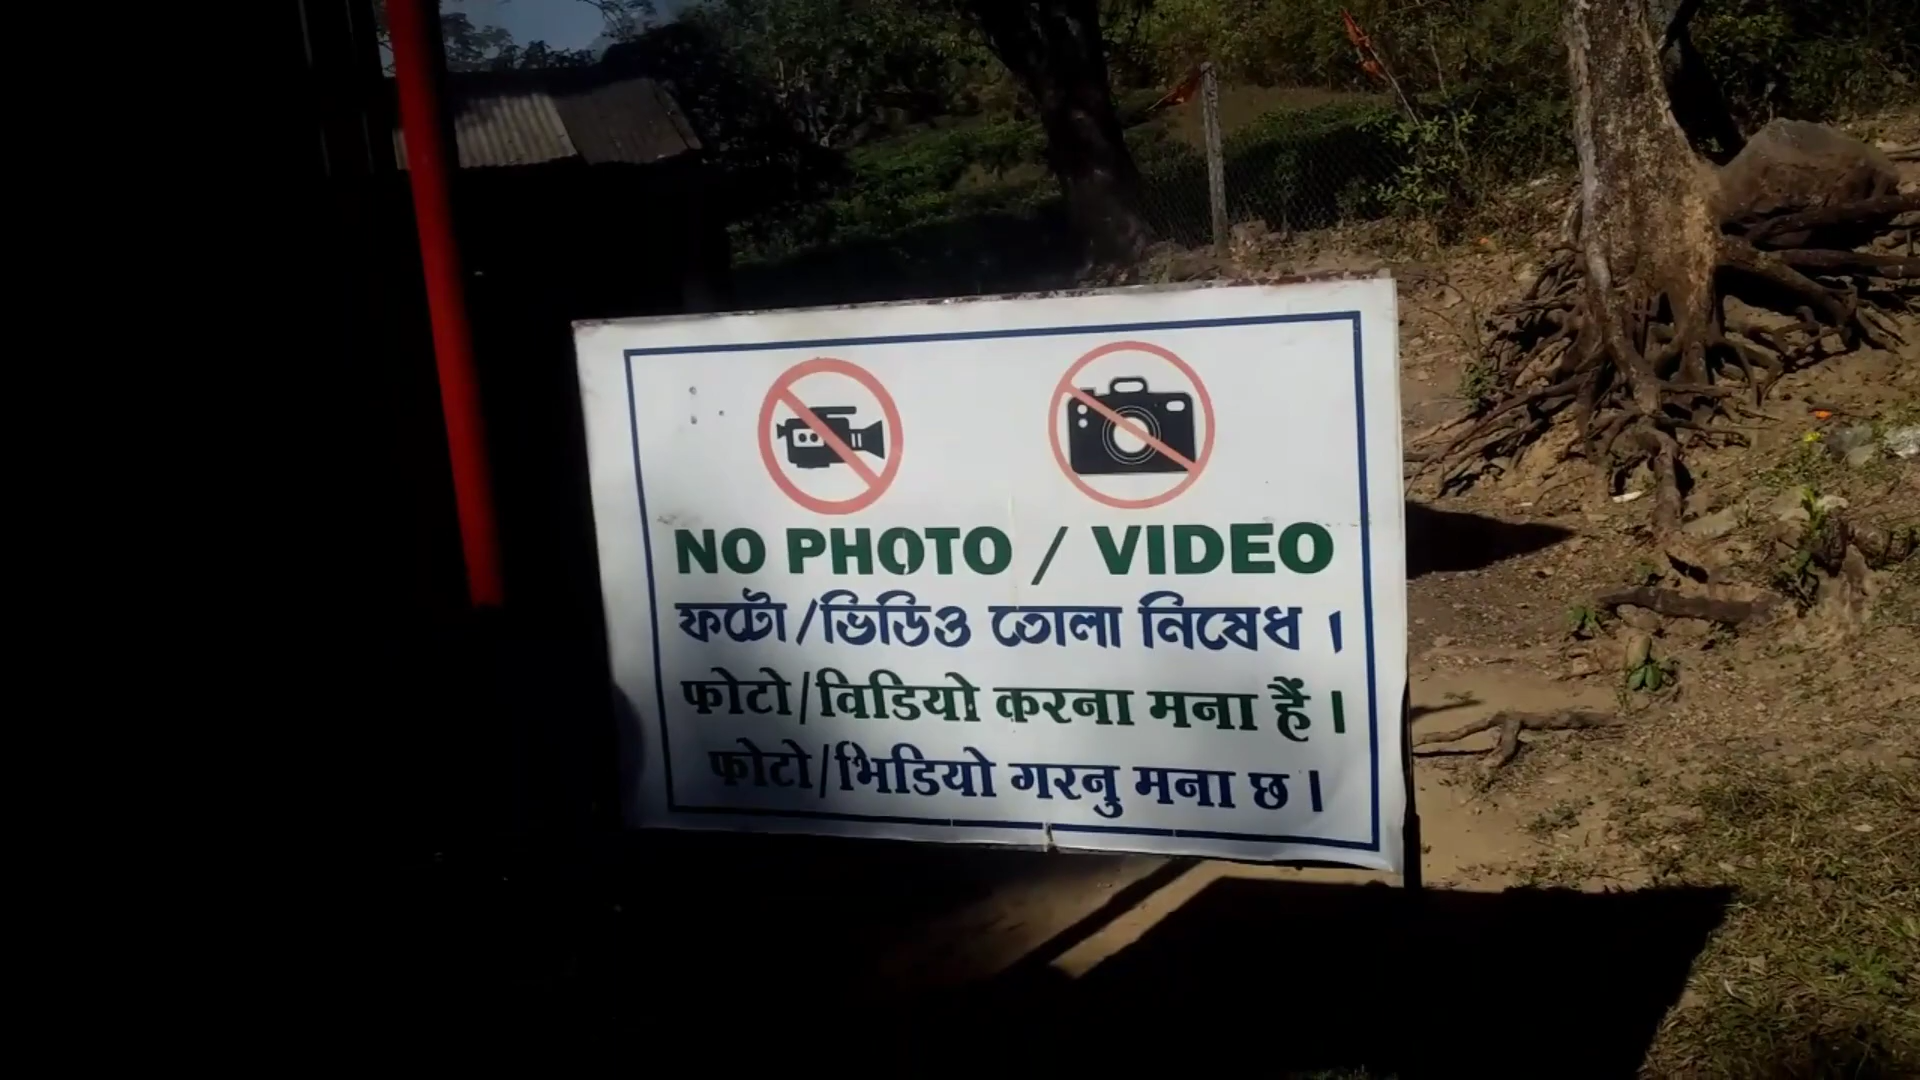 NO PHOTO / VIDEO
ফটো/ভিডিও তোলা নিষেধ ।
फोटो/विडियो करना मना हैं ।
फोटो/भिडियो गरनु मना छ ।